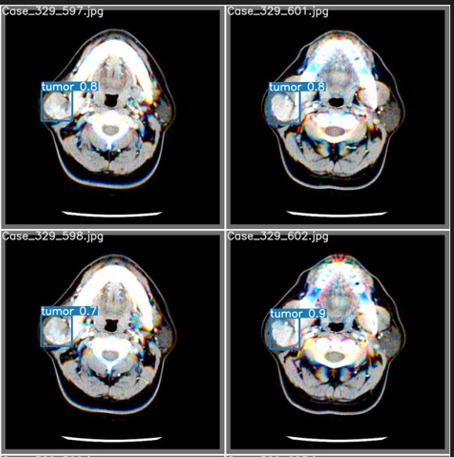 Case_329_597.jpg
Case_329_601.jpg
tumor 0.8
tumor 0.8
Case_329_598.jpg
Case_329_602.jpg
tumor 0.7
tumor 0.9